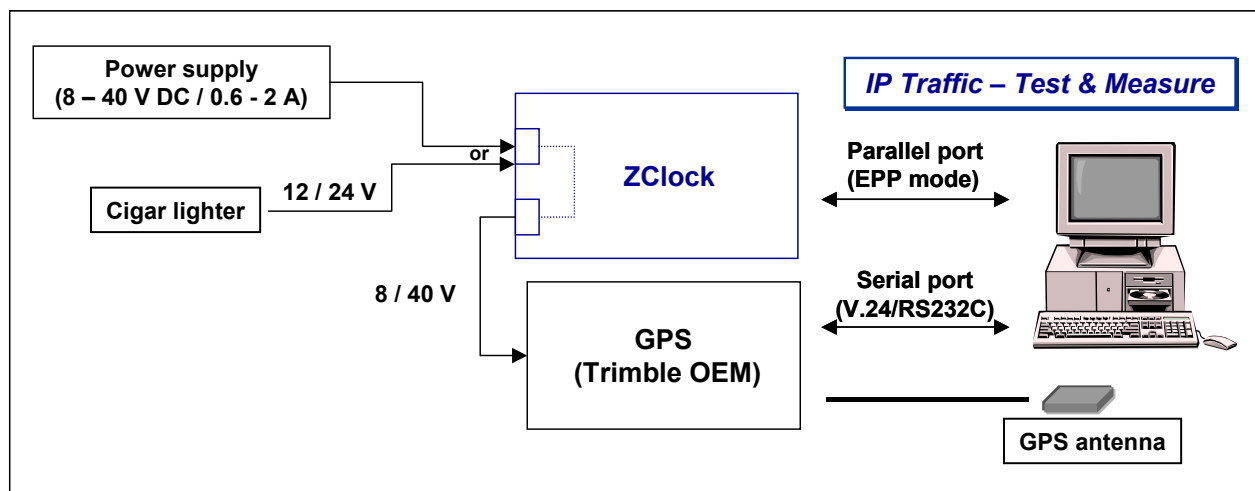 Power supply
(8 – 40 V DC / 0.6 - 2 A)
IP Traffic – Test & Measure
or
ZClock
Parallel port
(EPP mode)
12 / 24 V
Cigar lighter
8 / 40 V
Serial port
(V.24/RS232C)
GPS
(Trimble OEM)
GPS antenna